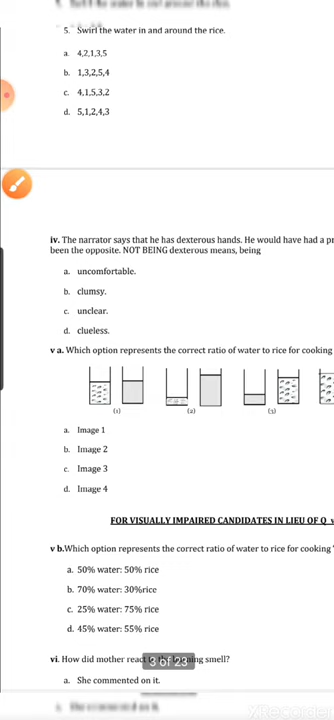 5. Swirl the water in and around the rice.
a. 4,2,1,3,5
b. 1,3,2,5,4
c. 4,1,5,3,2
d. 5,1,2,4,3
iv. The narrator says that he has dexterous hands. He would have had a pr
been the opposite. NOT BEING dexterous means, being
a. uncomfortable.
b. clumsy.
c. unclear.
d. clueless.
v a. Which option represents the correct ratio of water to rice for cooking
(1) (2) (3)
a. Image 1
b. Image 2
c. Image 3
d. Image 4
FOR VISUALLY IMPAIRED CANDIDATES IN LIEU OF Q v
v b.Which option represents the correct ratio of water to rice for cooking '
a. 50% water: 50% rice
b. 70% water: 30%rice
c. 25% water: 75% rice
d. 45% water: 55% rice
vi. How did mother react smell?
3 of 23
a. She commented on it.